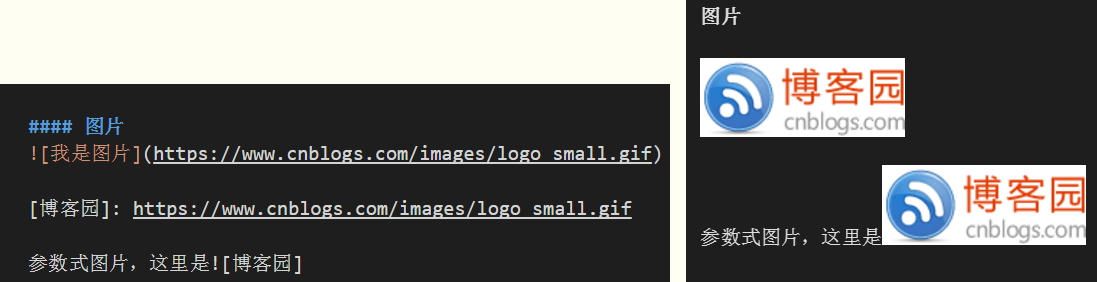 #### 图片
![我是图片](https://www.cnblogs.com/images/logo_small.gif)
[博客园]: https://www.cnblogs.com/images/logo_small.gif
参数式图片，这里是![博客园]
图片
博客园
cnblogs.com
博客园
cnblogs.com
参数式图片，这里是